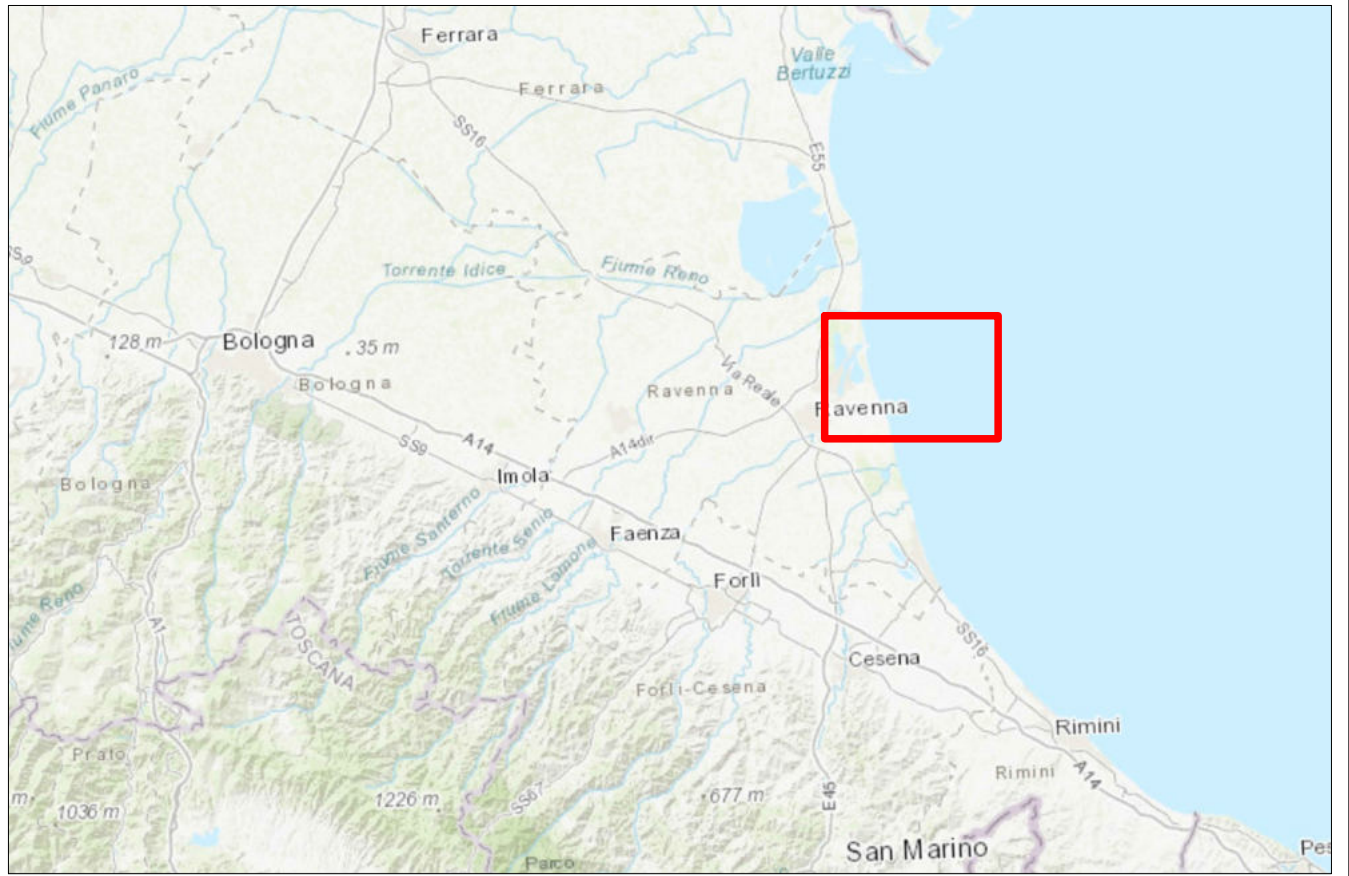 Ferrara
Valle
Bertuzzi
Fiume Panaro
Ferrara
SS16
E55
SS9
Torrente Idice
Fiume Reno
128 m
Bologna
35 m
Bologna
Ravenna
Via Reale
Ravenna
SS9
A14
A14dir
Imola
Bologna
Fiume Santerno
Torrente Senio
Faenza
Fiume Lamone
Forlì
Reno
A1
TOSCANA
SS16
Cesena
Forlì-Cesena
Rimini
Prato
Rimini
A14
m
1036 m
1226 m
SS67
677 m
E45
San Marino
Pes
Parco